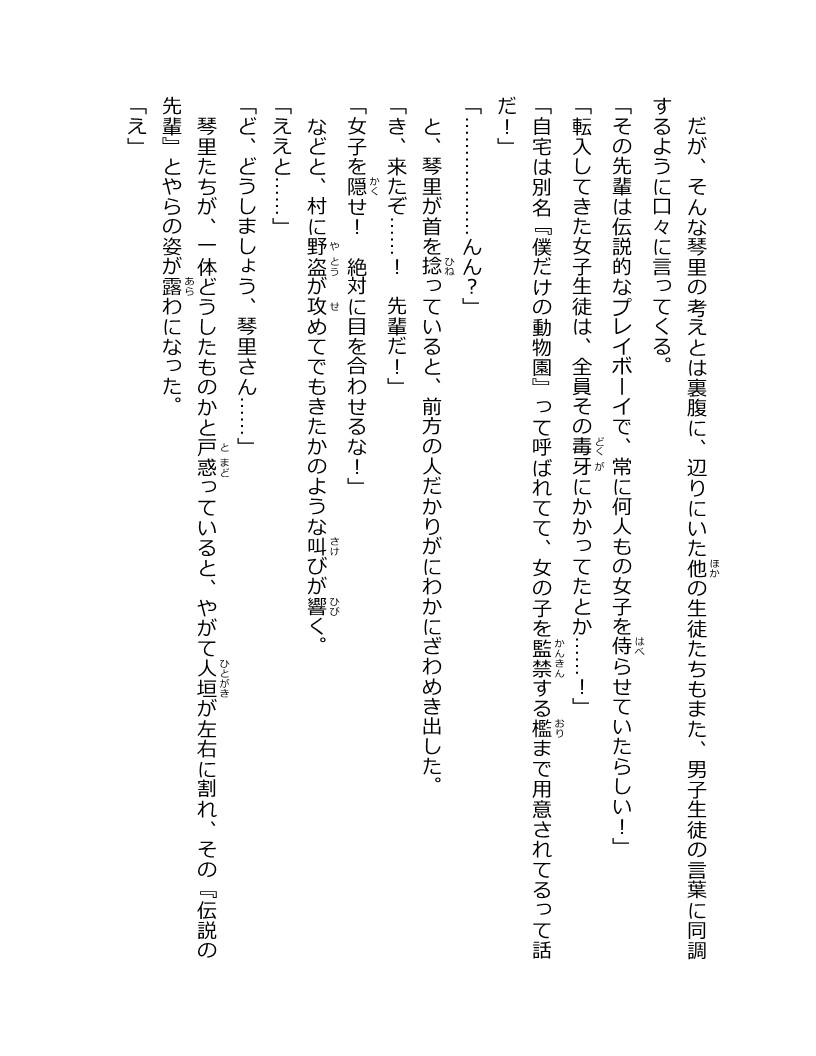 だが、そんな琴里の考えとは裏腹に、辺りにいた他の生徒たちもまた、男子生徒の言葉に同調
するように口々に言ってくる。
「その先輩は伝説的なプレイボーイで、常に何人もの女子を侍らせていたらしい！」
「転入してきた女子生徒は、全員その毒牙にかかってたとか……！」
「自宅は別名『僕だけの動物園』って呼ばれてて、女の子を監禁する檻まで用意されてるって話
だ！」
「………………んん？」
　と、琴里が首を捻っていると、前方の人だかりがにわかにざわめき出した。
「き、来たぞ……！　先輩だ！」
「女子を隠せ！　絶対に目を合わせるな！」
　などと、村に野盗が攻めてでもきたかのような叫びが響く。
「ええと……」
「ど、どうしましょう、琴里さん……」
　琴里たちが、一体どうしたものかと戸惑っていると、やがて人垣が左右に割れ、その『伝説の
先輩』とやらの姿が露わになった。
「え」